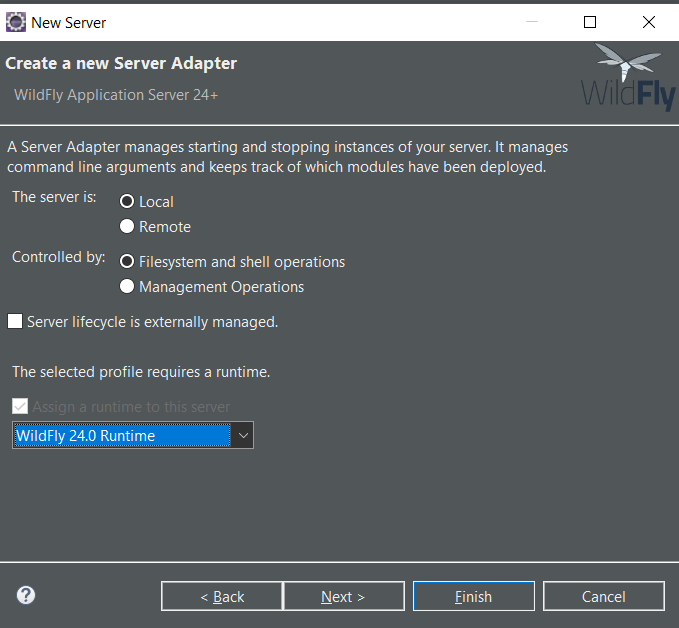 New Server
Create a new Server Adapter
WildFly Application Server 24+
WildFly
A Server Adapter manages starting and stopping instances of your server. It manages
command line arguments and keeps track of which modules have been deployed.
The server is:
Local
Remote
Controlled by:
Filesystem and shell operations
Management Operations
Server lifecycle is externally managed.
The selected profile requires a runtime.
Assign a runtime to this server
WildFly 24.0 Runtime
?
< Back
Next >
Finish
Cancel